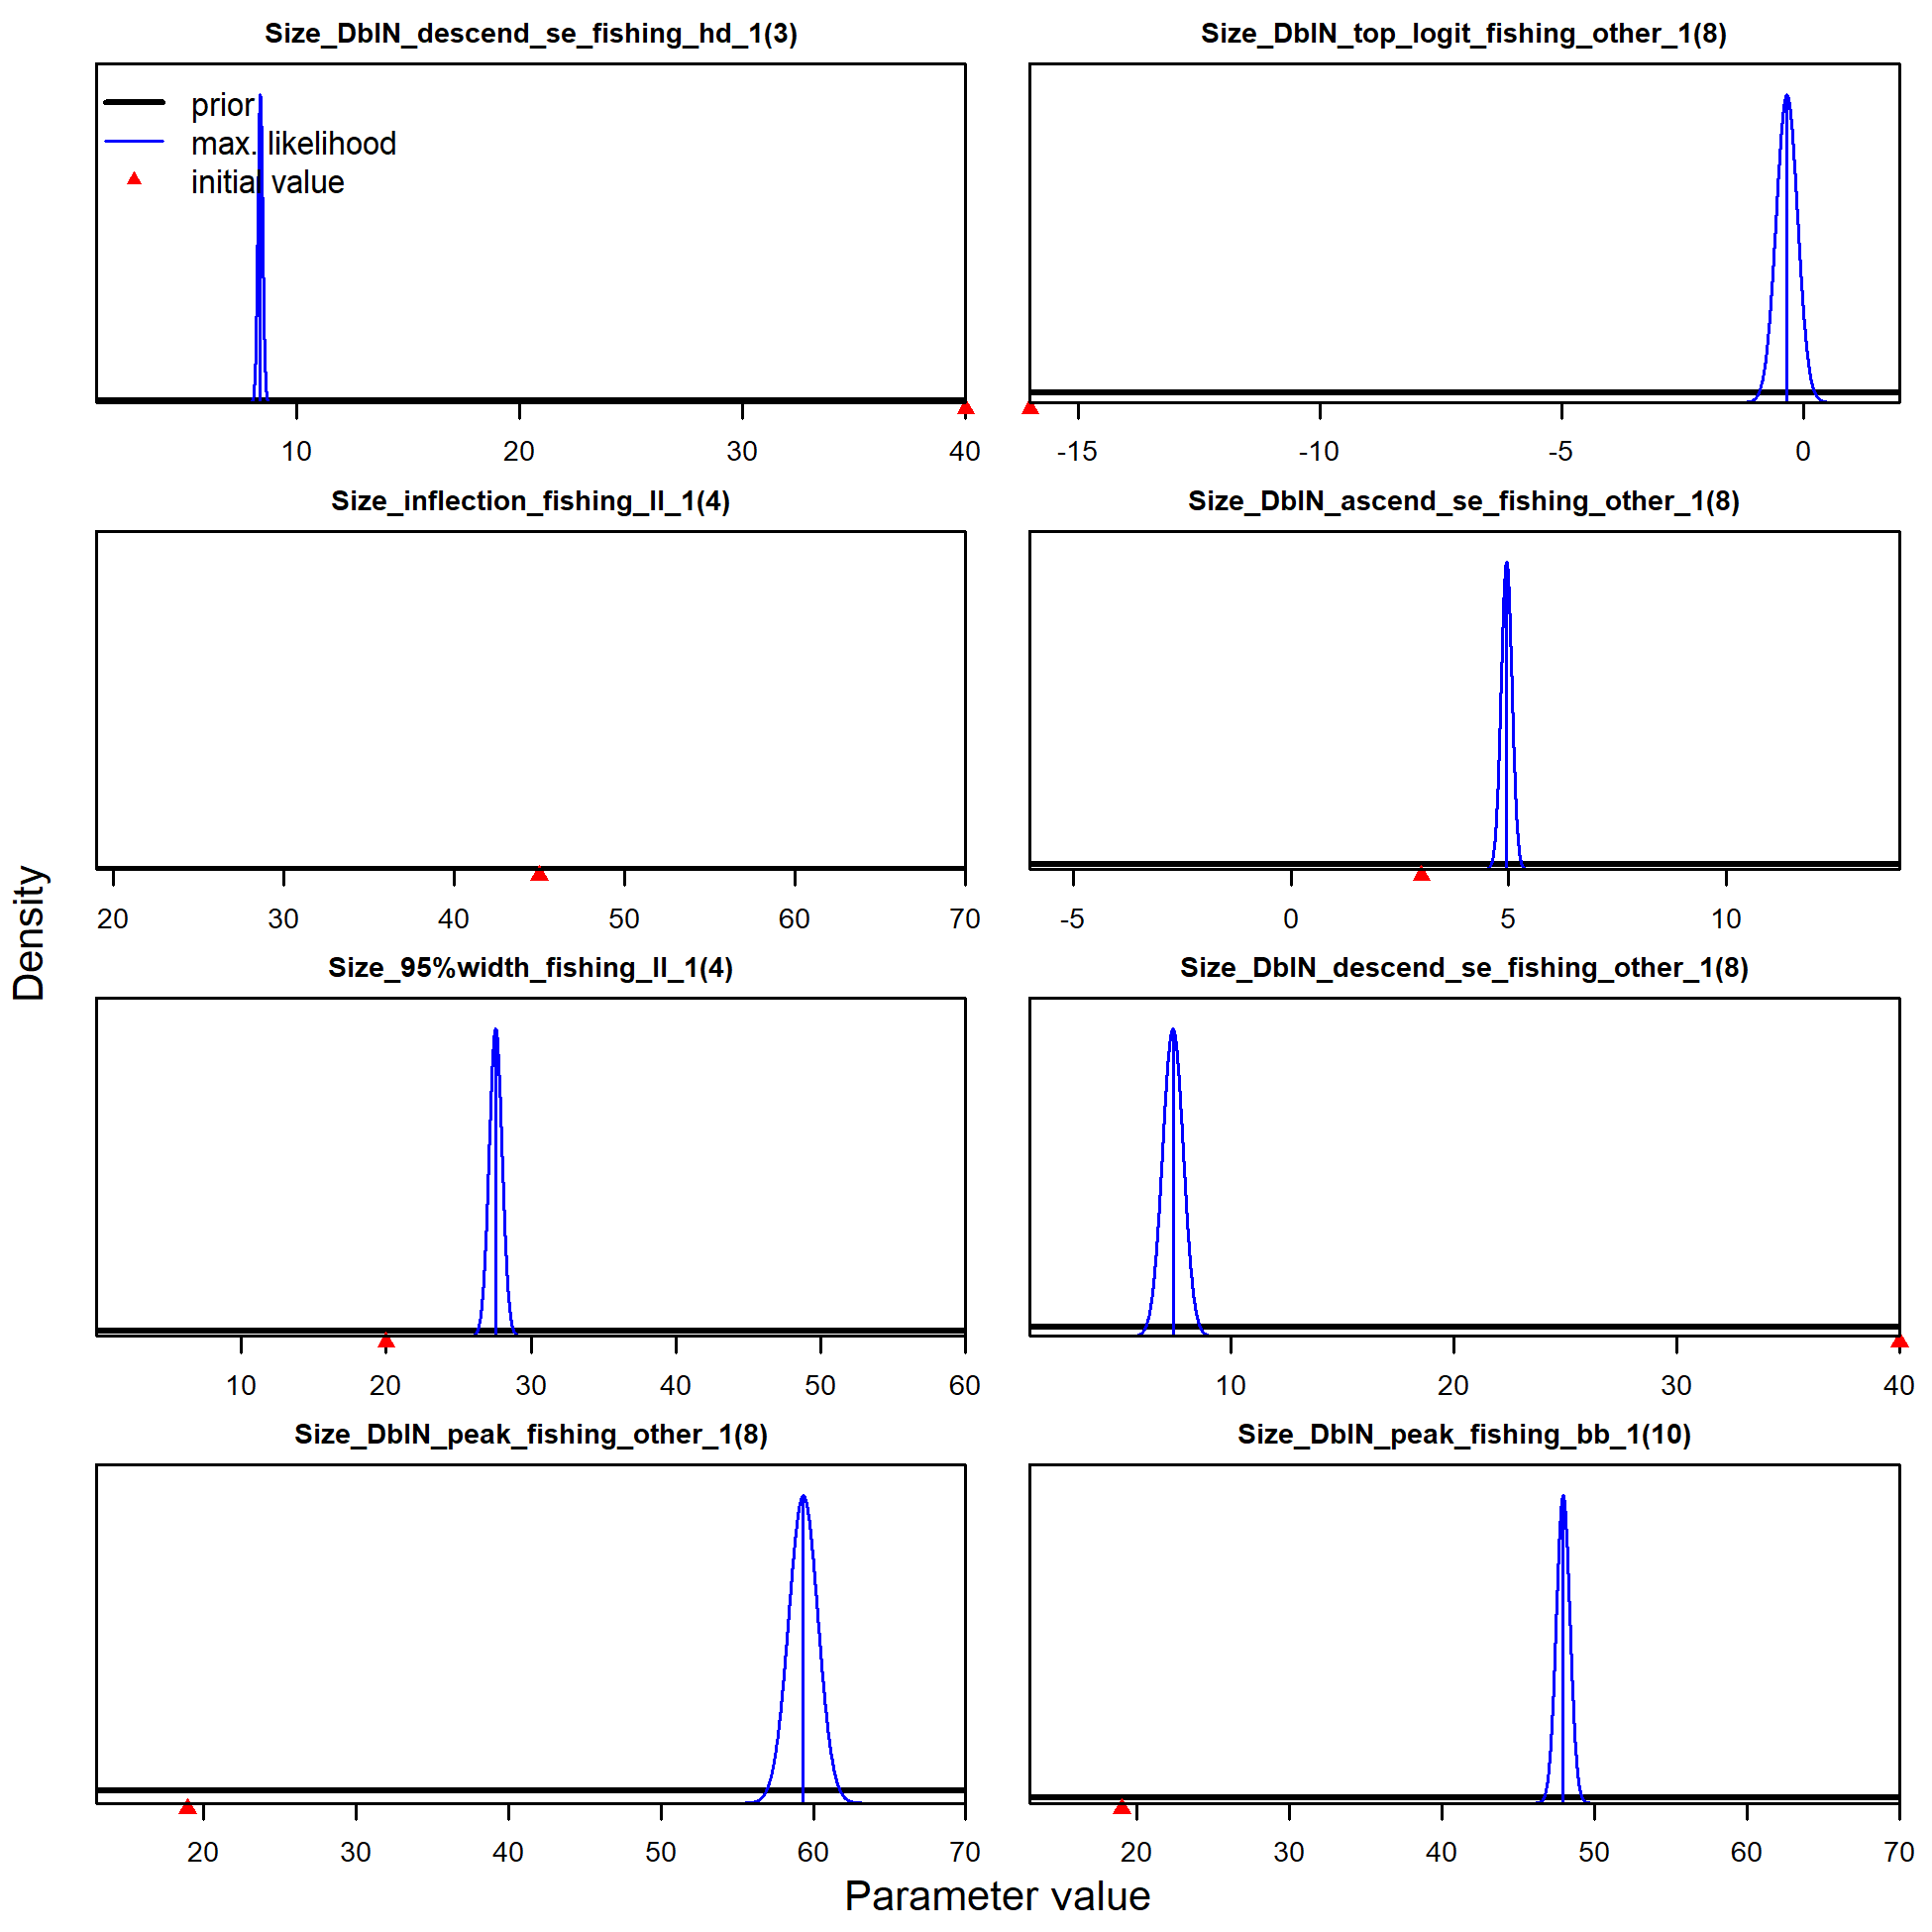 Size_DblN_descend_se_fishing_hd_1(3)
prior
max. likelihood
initial value
10 20 30 40
Size_DblN_top_logit_fishing_other_1(8)
-15 -10 -5 0
Size_inflection_fishing_ll_1(4)
20 30 40 50 60 70
Size_DblN_ascend_se_fishing_other_1(8)
-5 0 5 10
Size_95%width_fishing_ll_1(4)
10 20 30 40 50 60
Size_DblN_descend_se_fishing_other_1(8)
10 20 30 40
Size_DblN_peak_fishing_other_1(8)
20 30 40 50 60 70
Size_DblN_peak_fishing_bb_1(10)
20 30 40 50 60 70
Density
Parameter value